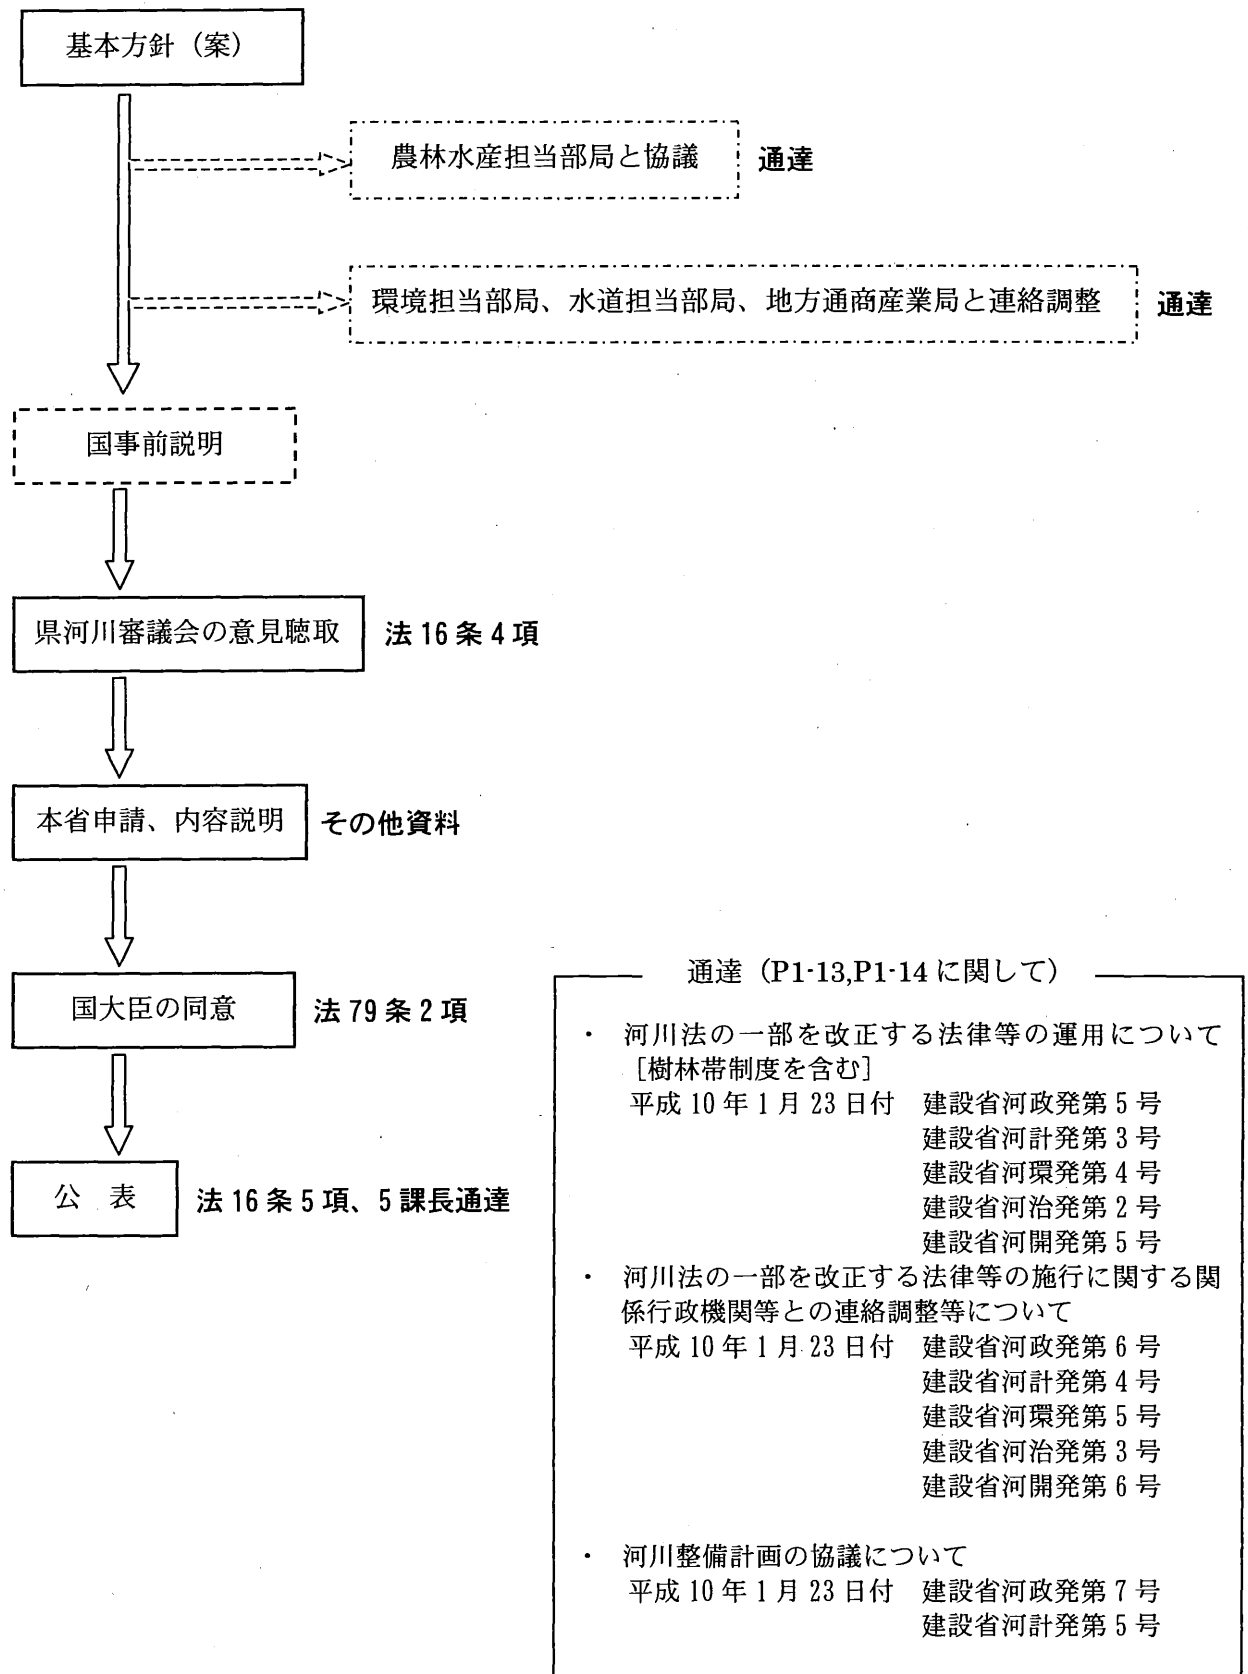 基本方針（案）
農林水産担当部局と協議 通達
環境担当部局、水道担当部局、地方通商産業局と連絡調整 通達
国事前説明
県河川審議会の意見聴取 法16条4項
本省申請、内容説明 その他資料
国大臣の同意 法79条2項
公　表 法16条5項、5課長通達
通達（P1-13,P1-14に関して）
・ 河川法の一部を改正する法律等の運用について
［樹林帯制度を含む］
平成10年1月23日付　建設省河政発第5号
建設省河計発第3号
建設省河環発第4号
建設省河治発第2号
建設省河開発第5号
・ 河川法の一部を改正する法律等の施行に関する関
係行政機関等との連絡調整等について
平成10年1月23日付　建設省河政発第6号
建設省河計発第4号
建設省河環発第5号
建設省河治発第3号
建設省河開発第6号
・ 河川整備計画の協議について
平成10年1月23日付　建設省河政発第7号
建設省河計発第5号